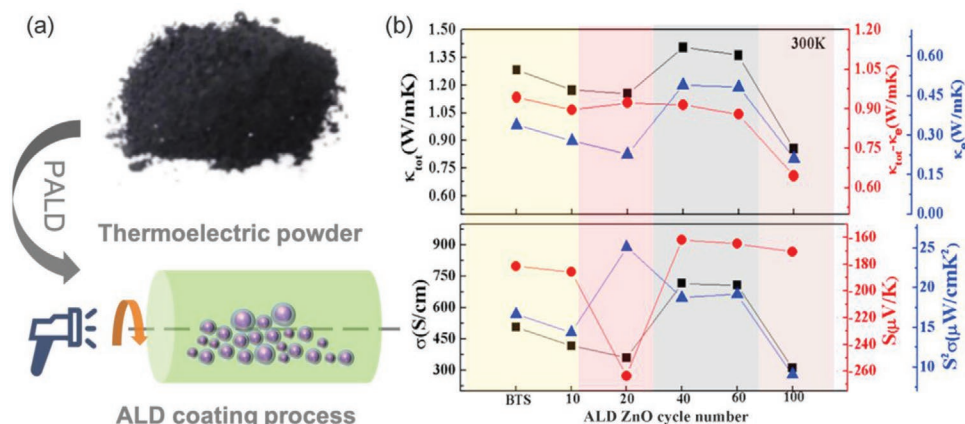 (a)
PALD
Thermoelectric powder
ALD coating process
(b)
300K
κtot(W/mK)
1.50
1.35
1.20
1.05
0.90
0.75
0.60
κtot-κe(W/mK)
1.20
1.05
0.90
0.75
0.60
0.45
0.30
κe(W/mK)
0.60
0.45
0.30
0.15
0.00
σ(S/cm)
900
750
600
450
300
S(μV/K)
-160
-180
-200
-220
-240
-260
S²σ(μW/cmK²)
25
20
15
10
BTS 10 20 40 60 100
ALD ZnO cycle number